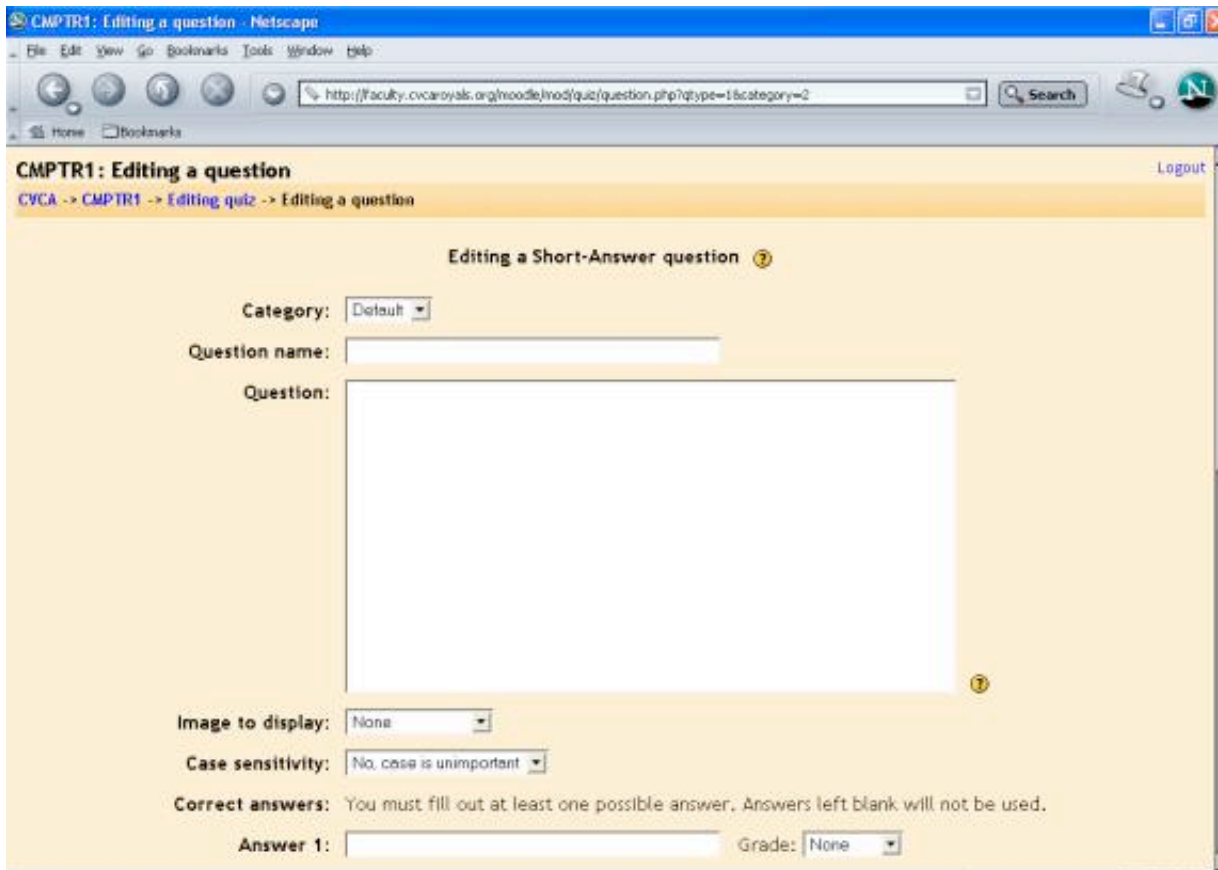 CMPTR1: Editing a question - Netscape
File Edit View Go Bookmarks Tools Window Help
http://faculty.cvcaroyals.org/moodle/mod/quiz/question.php?qtype=1&category=2 Search N
Home Bookmarks
CMPTR1: Editing a question Logout
CVCA -> CMPTR1 -> Editing quiz -> Editing a question
Editing a Short-Answer question ?
Category: Default
Question name:
Question:
?
Image to display: None
Case sensitivity: No, case is unimportant
Correct answers: You must fill out at least one possible answer. Answers left blank will not be used.
Answer 1: Grade: None